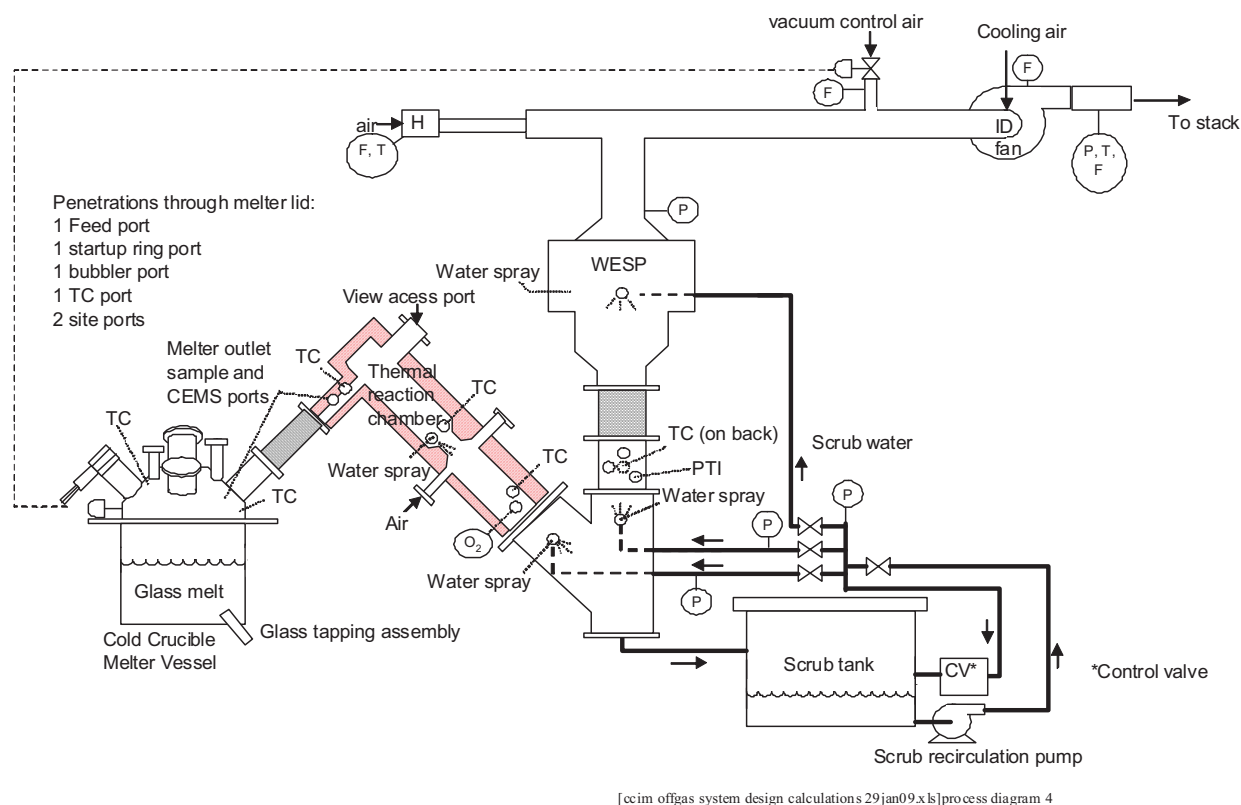 vacuum control air
Cooling air
F
F
air
H
F, T
ID
fan
To stack
P, T,
F
Penetrations through melter lid:
1 Feed port
1 startup ring port
1 bubbler port
1 TC port
2 site ports
P
WESP
Water spray
View acess port
Melter outlet
sample and
CEMS ports
TC
Thermal
reaction
chamber
TC
TC
TC (on back)
Scrub water
Water spray
TC
PTI
TC
Water spray
P
P
Air
O2
Water spray
P
Glass melt
Glass tapping assembly
Cold Crucible
Melter Vessel
Scrub tank
CV*
*Control valve
Scrub recirculation pump
[ccim offgas system design calculations 29jan09.xls]process diagram 4